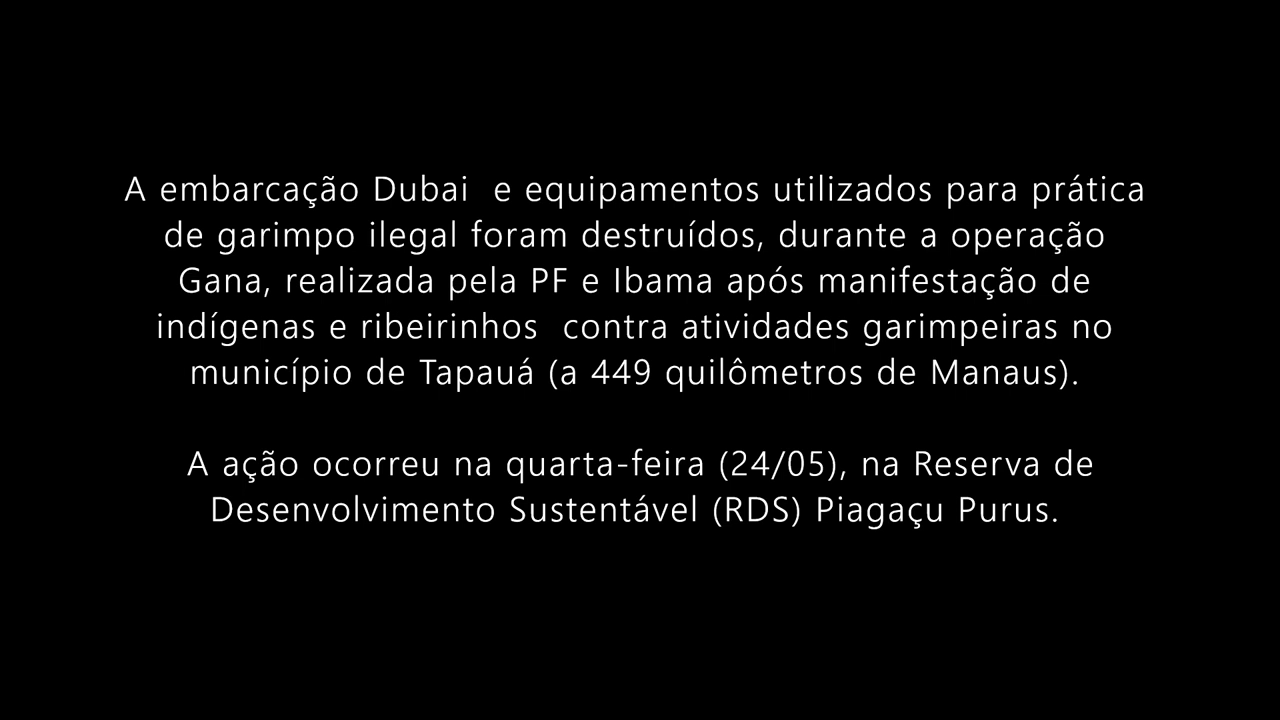 A embarcação Dubai  e equipamentos utilizados para prática
de garimpo ilegal foram destruídos, durante a operação
Gana, realizada pela PF e Ibama após manifestação de
indígenas e ribeirinhos  contra atividades garimpeiras no
município de Tapauá (a 449 quilômetros de Manaus).
A ação ocorreu na quarta-feira (24/05), na Reserva de
Desenvolvimento Sustentável (RDS) Piagaçu Purus.